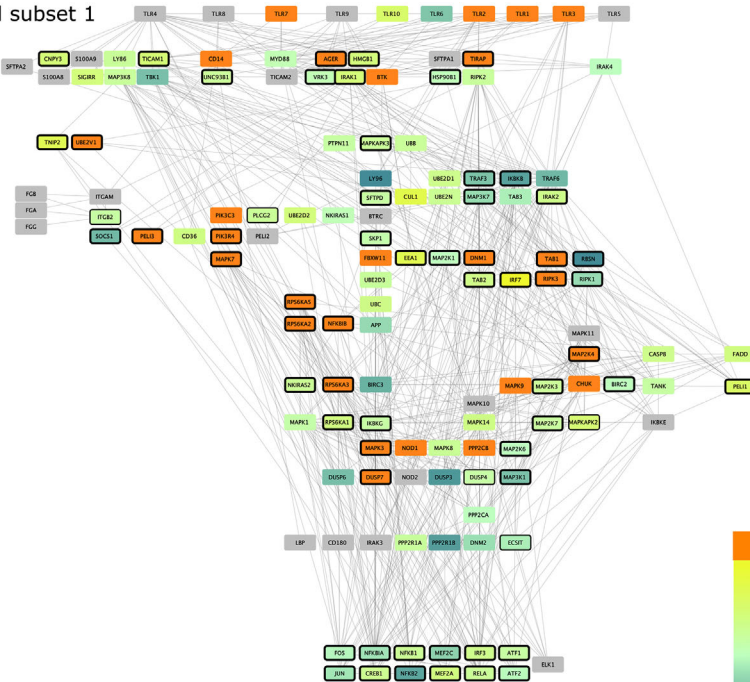 l subset 1
TLR4 TLR8 TLR7 TLR9 TLR10 TLR6 TLR2 TLR1 TLR3 TLR5
CNPY3 S100A9 LY86 TICAM1 CD14 MYD88 AGER HMGB1 SFTPA1 TIRAP
SFTPA2 IRAK4
S100A8 SIGIRR MAP3K8 TBK1 UNC93B1 TICAM2 VRK3 IRAK1 BTK HSP90B1 RIPK2
TNIP2 UBE2V1 PTPN11 MAPKAPK3 UBB
LY96 UBE2D1 TRAF3 IKBKB TRAF6
FGB ITGAM SFTPD CUL1 UBE2N MAP3K7 TAB3 IRAK2
FGA ITGB2 PIK3C3 PLCG2 UBE2D2 NKIRAS1 BTRC
FGG
SOCS1 PELI3 CD36 PIK3R4 PELI2 SKP1
MAPK7 FBXW11 EEA1 MAP2K1 DNM1 TAB1 RBSN
UBE2D3 TAB2 IRF7 RIPK3 RIPK1
RPS6KA5 UBC
RPS6KA2 NFKBIB APP
MAPK11
MAP2K4 CASP8 FADD
NKIRAS2 RPS6KA3 BIRC3 MAPK9 MAP2K3 CHUK BIRC2 TANK PELI1
MAPK10
MAPK1 RPS6KA1 IKBKG MAPK14 MAP2K7 MAPKAPK2 IKBKE
MAPK3 NOD1 MAPK8 PPP2CB MAP2K6
DUSP6 DUSP7 NOD2 DUSP3 DUSP4 MAP3K1
PPP2CA
LBP CD180 IRAK3 PPP2R1A PPP2R1B DNM2 ECSIT
FOS NFKBIA NFKB1 MEF2C IRF3 ATF1
ELK1
JUN CREB1 NFKB2 MEF2A RELA ATF2